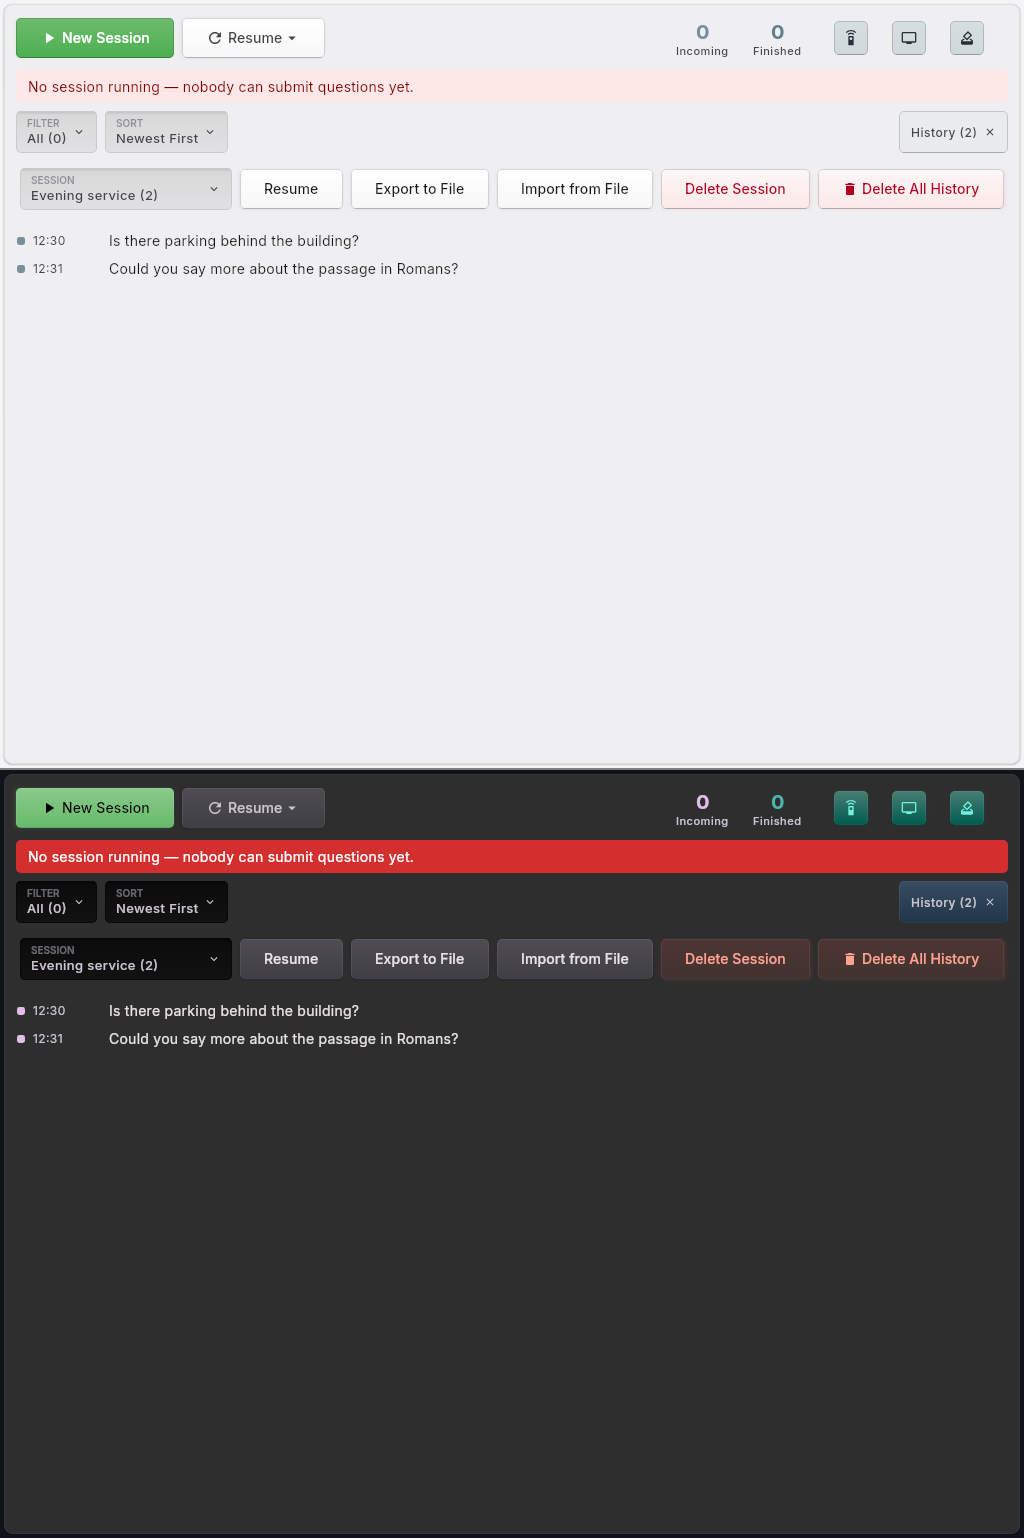 New Session
Resume
0
Incoming
0
Finished
No session running — nobody can submit questions yet.
FILTER
All (0)
SORT
Newest First
History (2)
SESSION
Evening service (2)
Resume
Export to File
Import from File
Delete Session
Delete All History
12:30 Is there parking behind the building?
12:31 Could you say more about the passage in Romans?
New Session
Resume
0
Incoming
0
Finished
No session running — nobody can submit questions yet.
FILTER
All (0)
SORT
Newest First
History (2)
SESSION
Evening service (2)
Resume
Export to File
Import from File
Delete Session
Delete All History
12:30 Is there parking behind the building?
12:31 Could you say more about the passage in Romans?